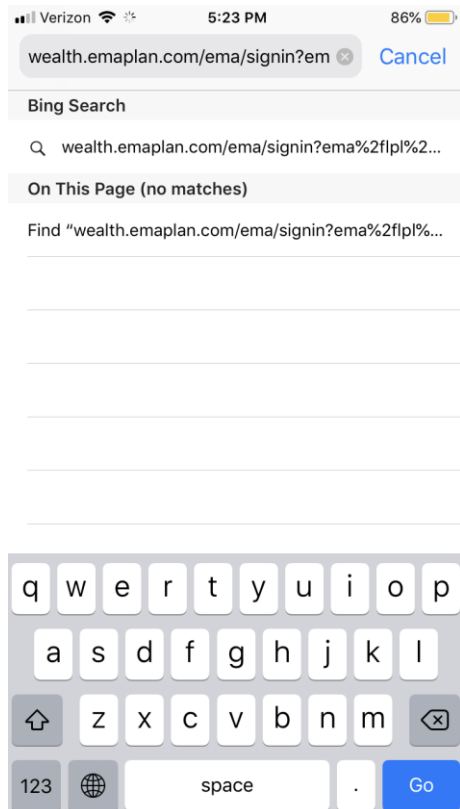 Verizon 5:23 PM 86%
wealth.emaplan.com/ema/signin?em Cancel
Bing Search
wealth.emaplan.com/ema/signin?ema%2flpl%2...
On This Page (no matches)
Find “wealth.emaplan.com/ema/signin?ema%2flpl%...
q w e r t y u i o p
a s d f g h j k l
z x c v b n m
123 space . Go